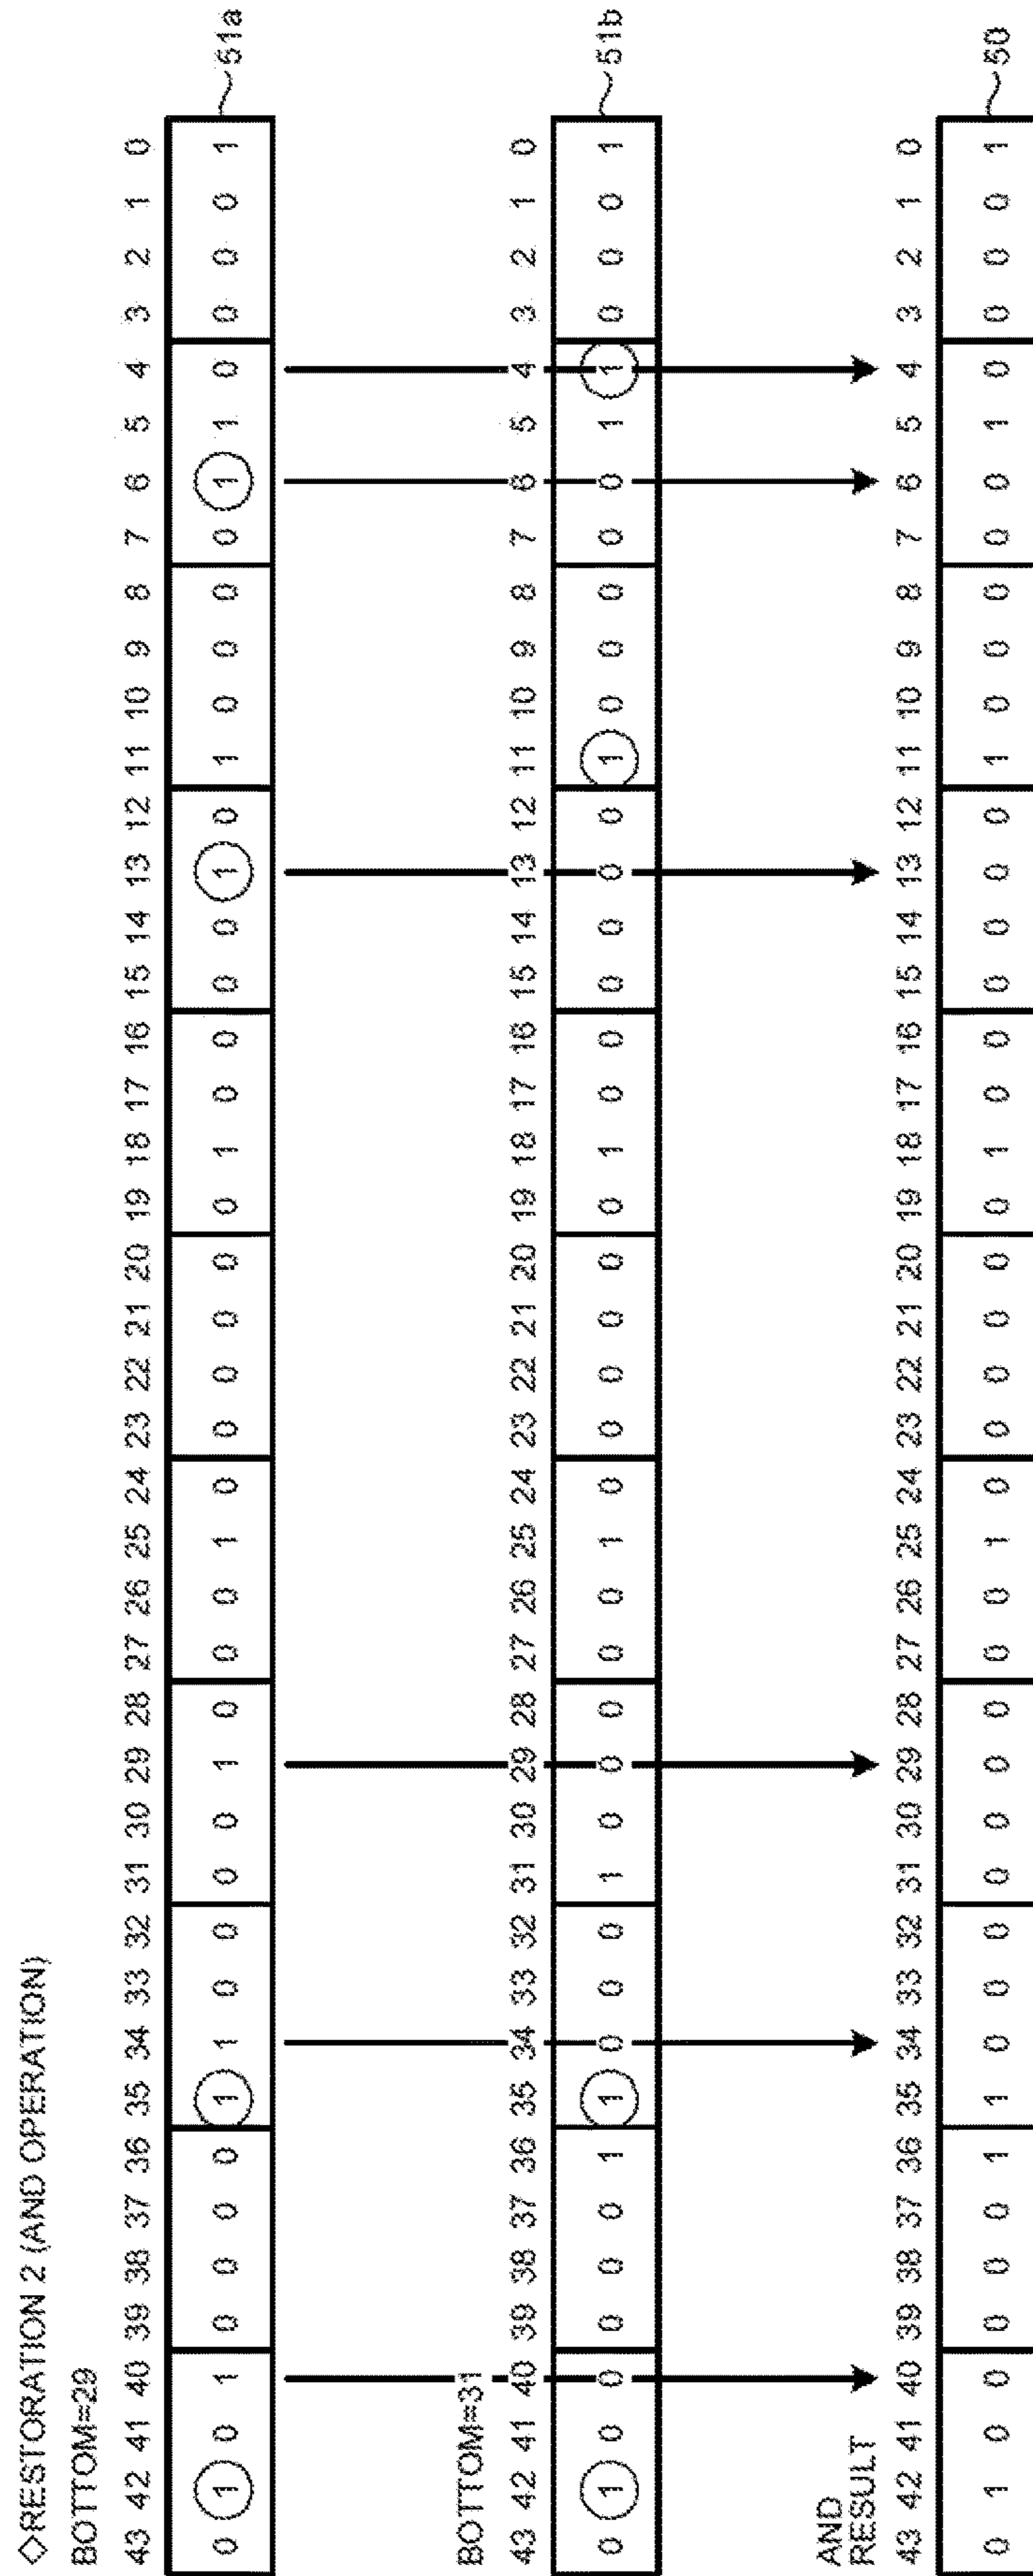 ◇RESTORATION 2 (AND OPERATION)
BOTTOM=29
43 42 41 40 39 38 37 36 35 34 33 32 31 30 29 28 27 26 25 24 23 22 21 20 19 18 17 16 15 14 13 12 11 10 9 8 7 6 5 4 3 2 1 0
0 1 0 1 0 0 0 0 1 1 0 0 0 0 1 0 0 0 1 0 0 0 0 0 0 1 0 0 0 0 1 0 1 0 0 0 0 1 1 0 0 0 0 1 51a
BOTTOM=31
43 42 41 40 39 38 37 36 35 34 33 32 31 30 29 28 27 26 25 24 23 22 21 20 19 18 17 16 15 14 13 12 11 10 9 8 7 6 5 4 3 2 1 0
0 1 0 0 0 0 0 1 1 0 0 0 1 0 0 0 0 0 1 0 0 0 0 0 0 1 0 0 0 0 0 0 1 0 0 0 0 0 1 1 0 0 0 1 51b
AND
RESULT
43 42 41 40 39 38 37 36 35 34 33 32 31 30 29 28 27 26 25 24 23 22 21 20 19 18 17 16 15 14 13 12 11 10 9 8 7 6 5 4 3 2 1 0
0 1 0 0 0 0 0 1 1 0 0 0 0 0 0 0 0 0 1 0 0 0 0 0 0 1 0 0 0 0 0 0 1 0 0 0 0 0 1 0 0 0 0 1 50